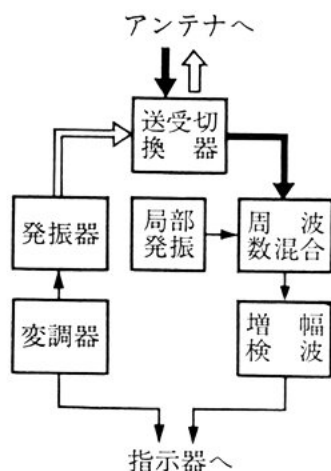 アンテナへ
送受切
換器
発振器
局部
発振
周波
数混合
変調器
増幅
検波
指示器へ